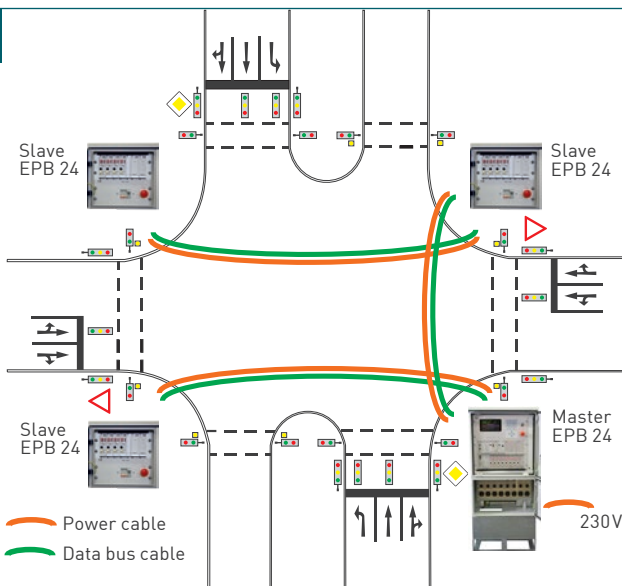 Slave
EPB 24
Slave
EPB 24
Slave
EPB 24
Master
EPB 24
Power cable
230V
Data bus cable